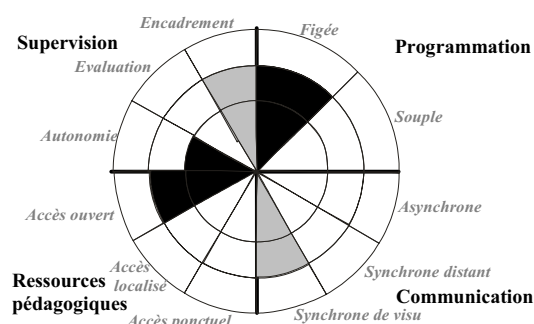 Encadrement
Figée
Supervision
Programmation
Evaluation
Souple
Autonomie
Accès ouvert
Asynchrone
Accès
localisé
Synchrone distant
Ressources
pédagogiques
Communication
Accès ponctuel
Synchrone de visu